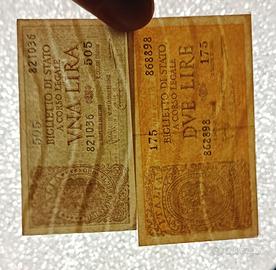 821036
505
BIGLIETTO DI STATO
A CORSO LEGALE
VNA LIRA
505
821036
868898
175
BIGLIETTO DI STATO
A CORSO LEGALE
DVE LIRE
175
868898
ITALIA